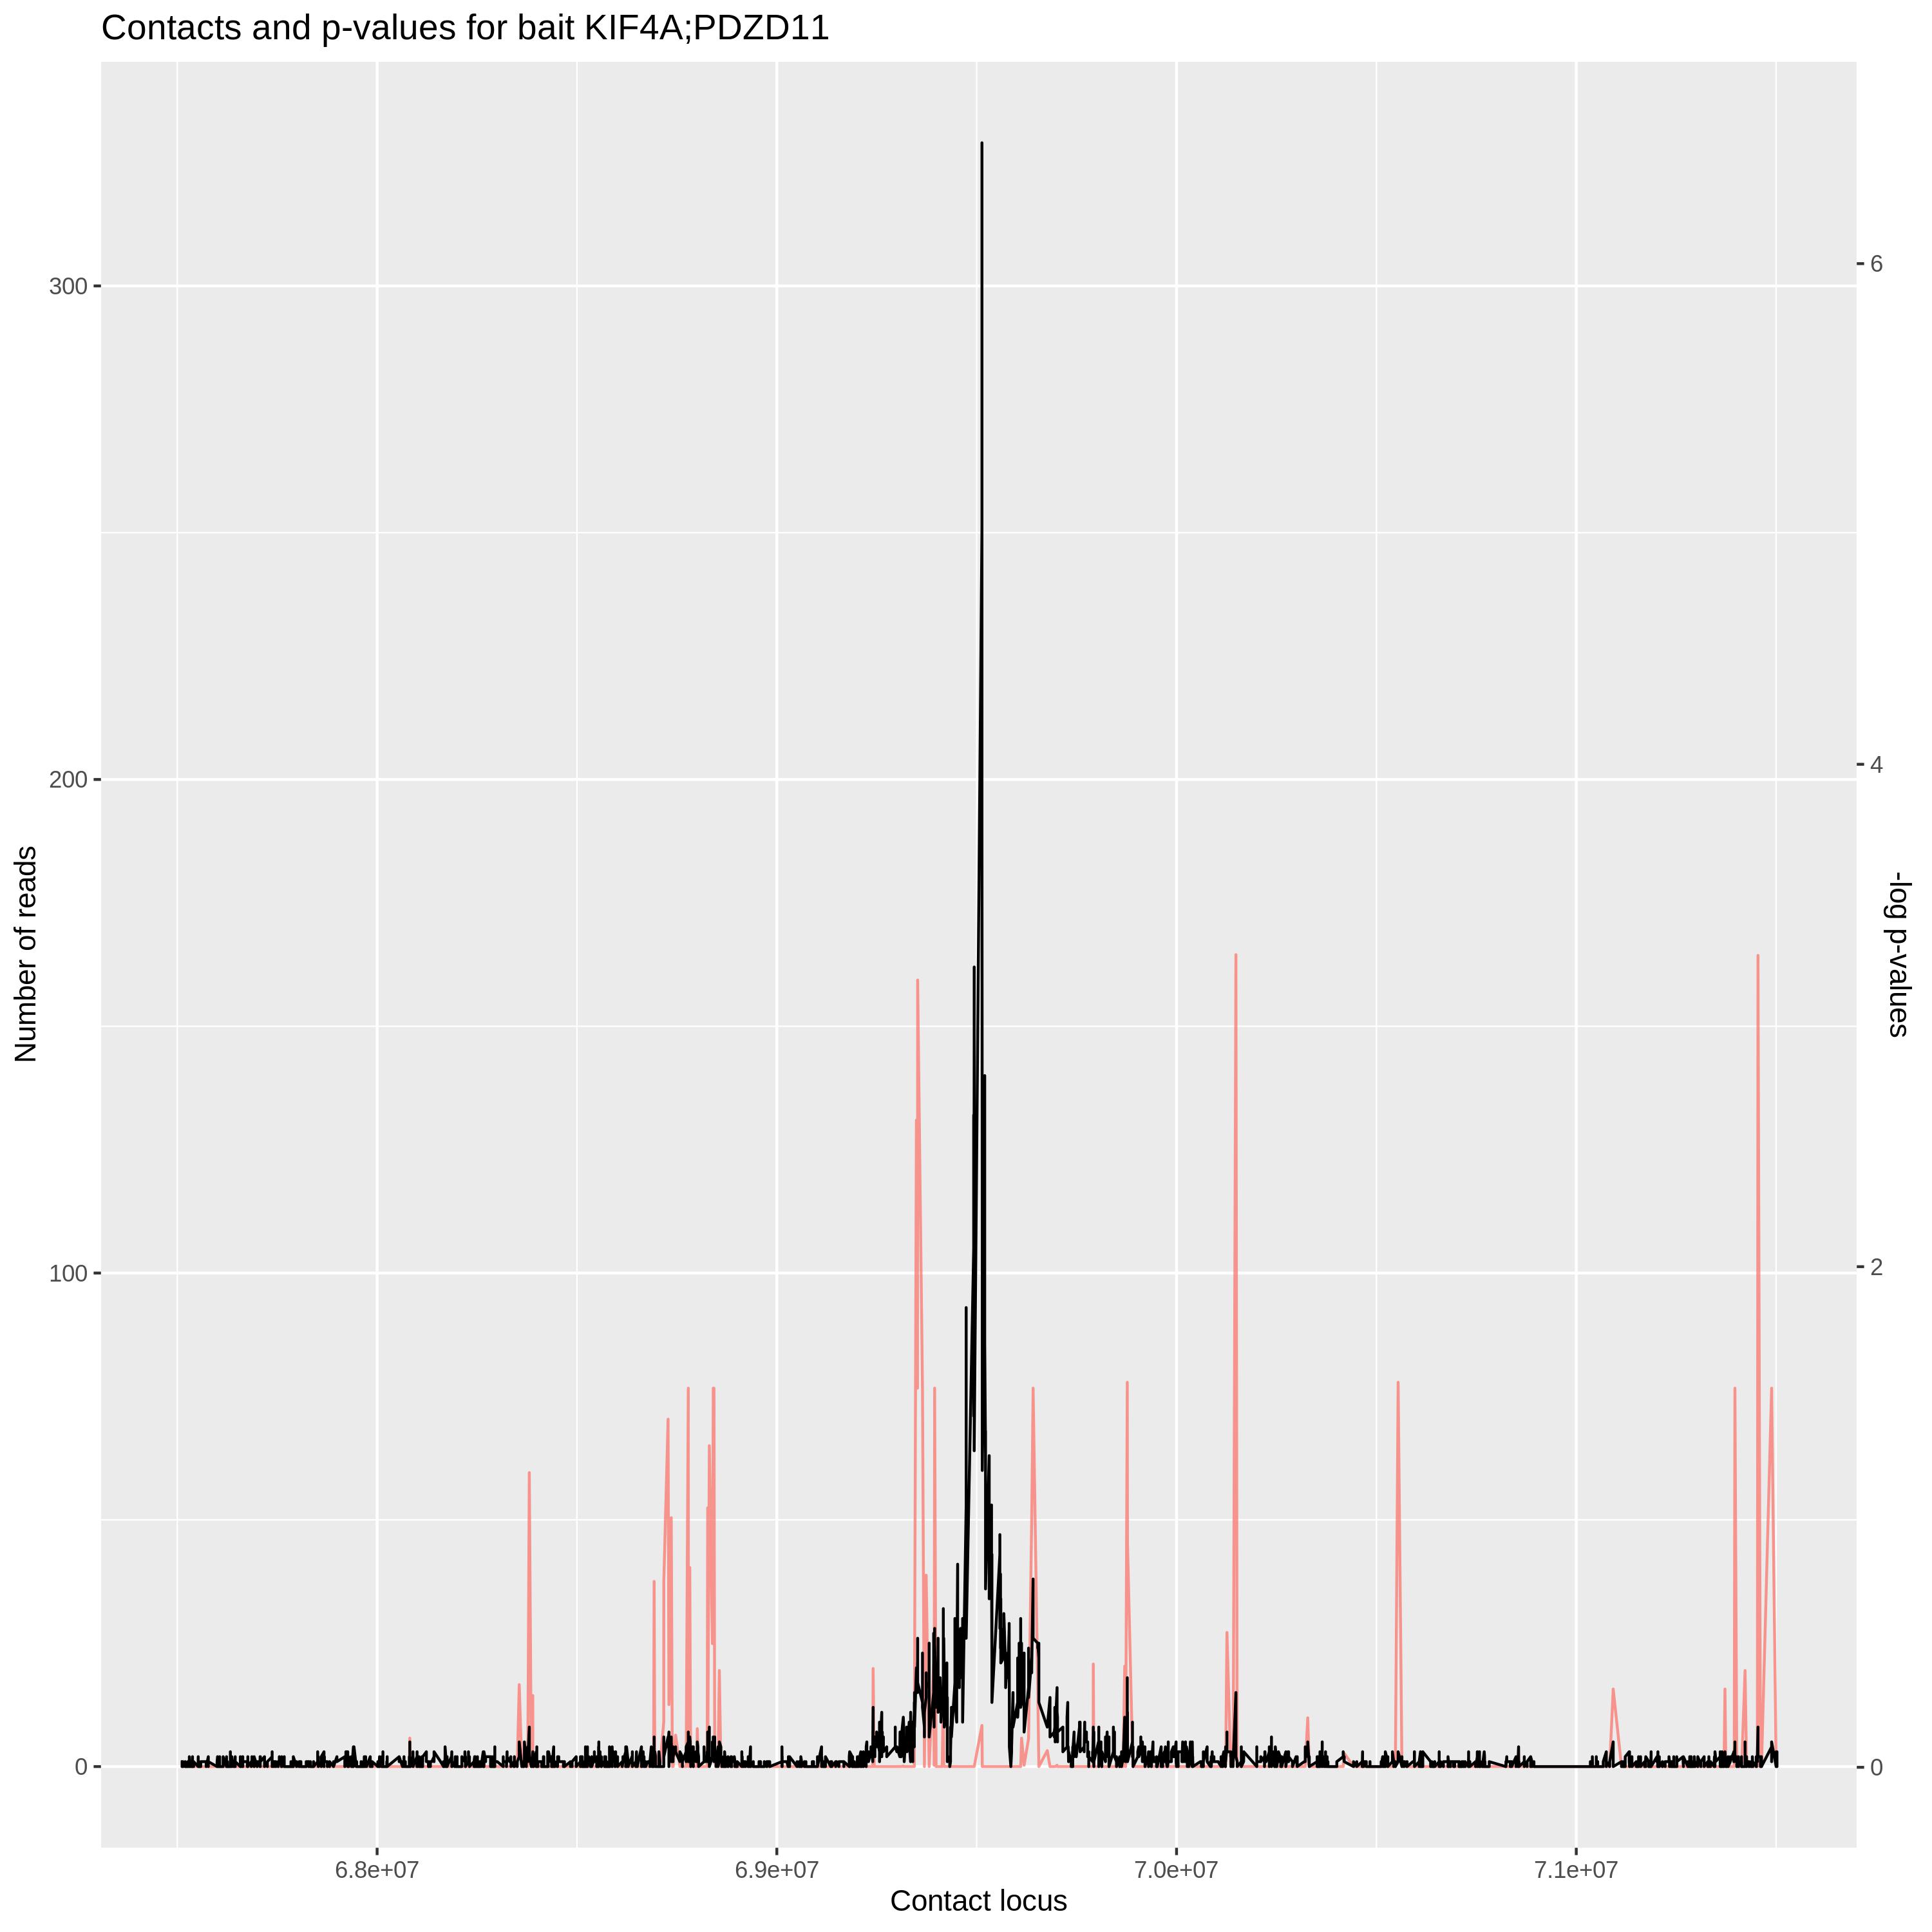 Contacts and p-values for bait KIF4A;PDZD11
300
200
100
0
Number of reads
6
4
2
0
-log p-values
6.8e+07 6.9e+07 7.0e+07 7.1e+07
Contact locus